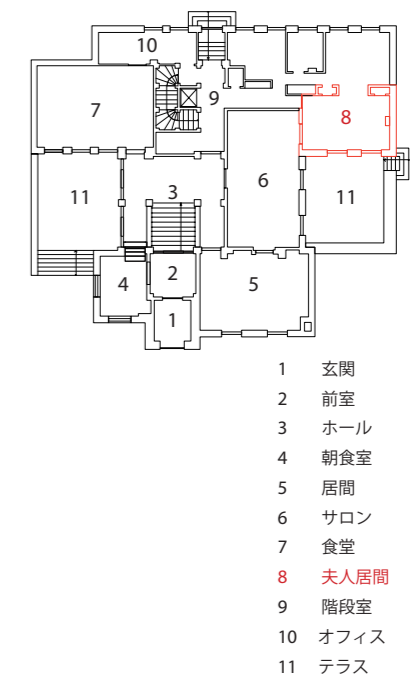 10
7
9
8
11
3
6
11
4
2
5
1
1 玄関
2 前室
3 ホール
4 朝食室
5 居間
6 サロン
7 食堂
8 夫人居間
9 階段室
10 オフィス
11 テラス